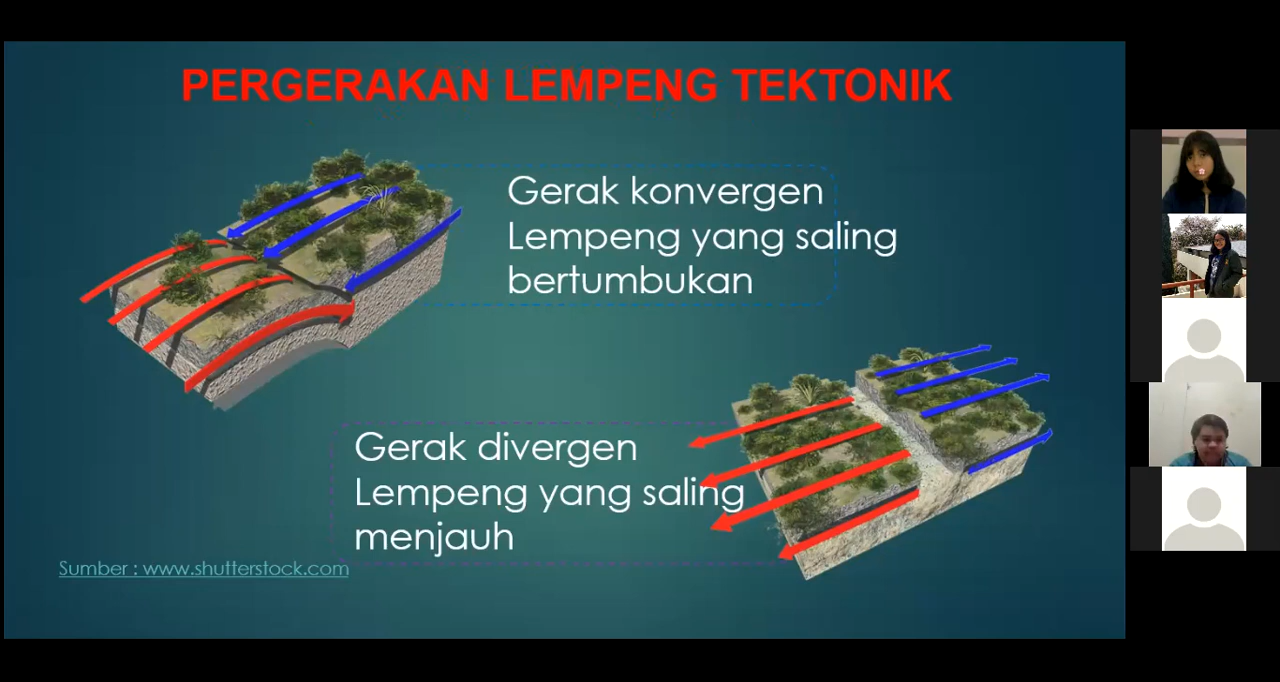 PERGERAKAN LEMPENG TEKTONIK
Gerak konvergen
Lempeng yang saling
bertumbukan
Gerak divergen
Lempeng yang saling
menjauh
Sumber : www.shutterstock.com